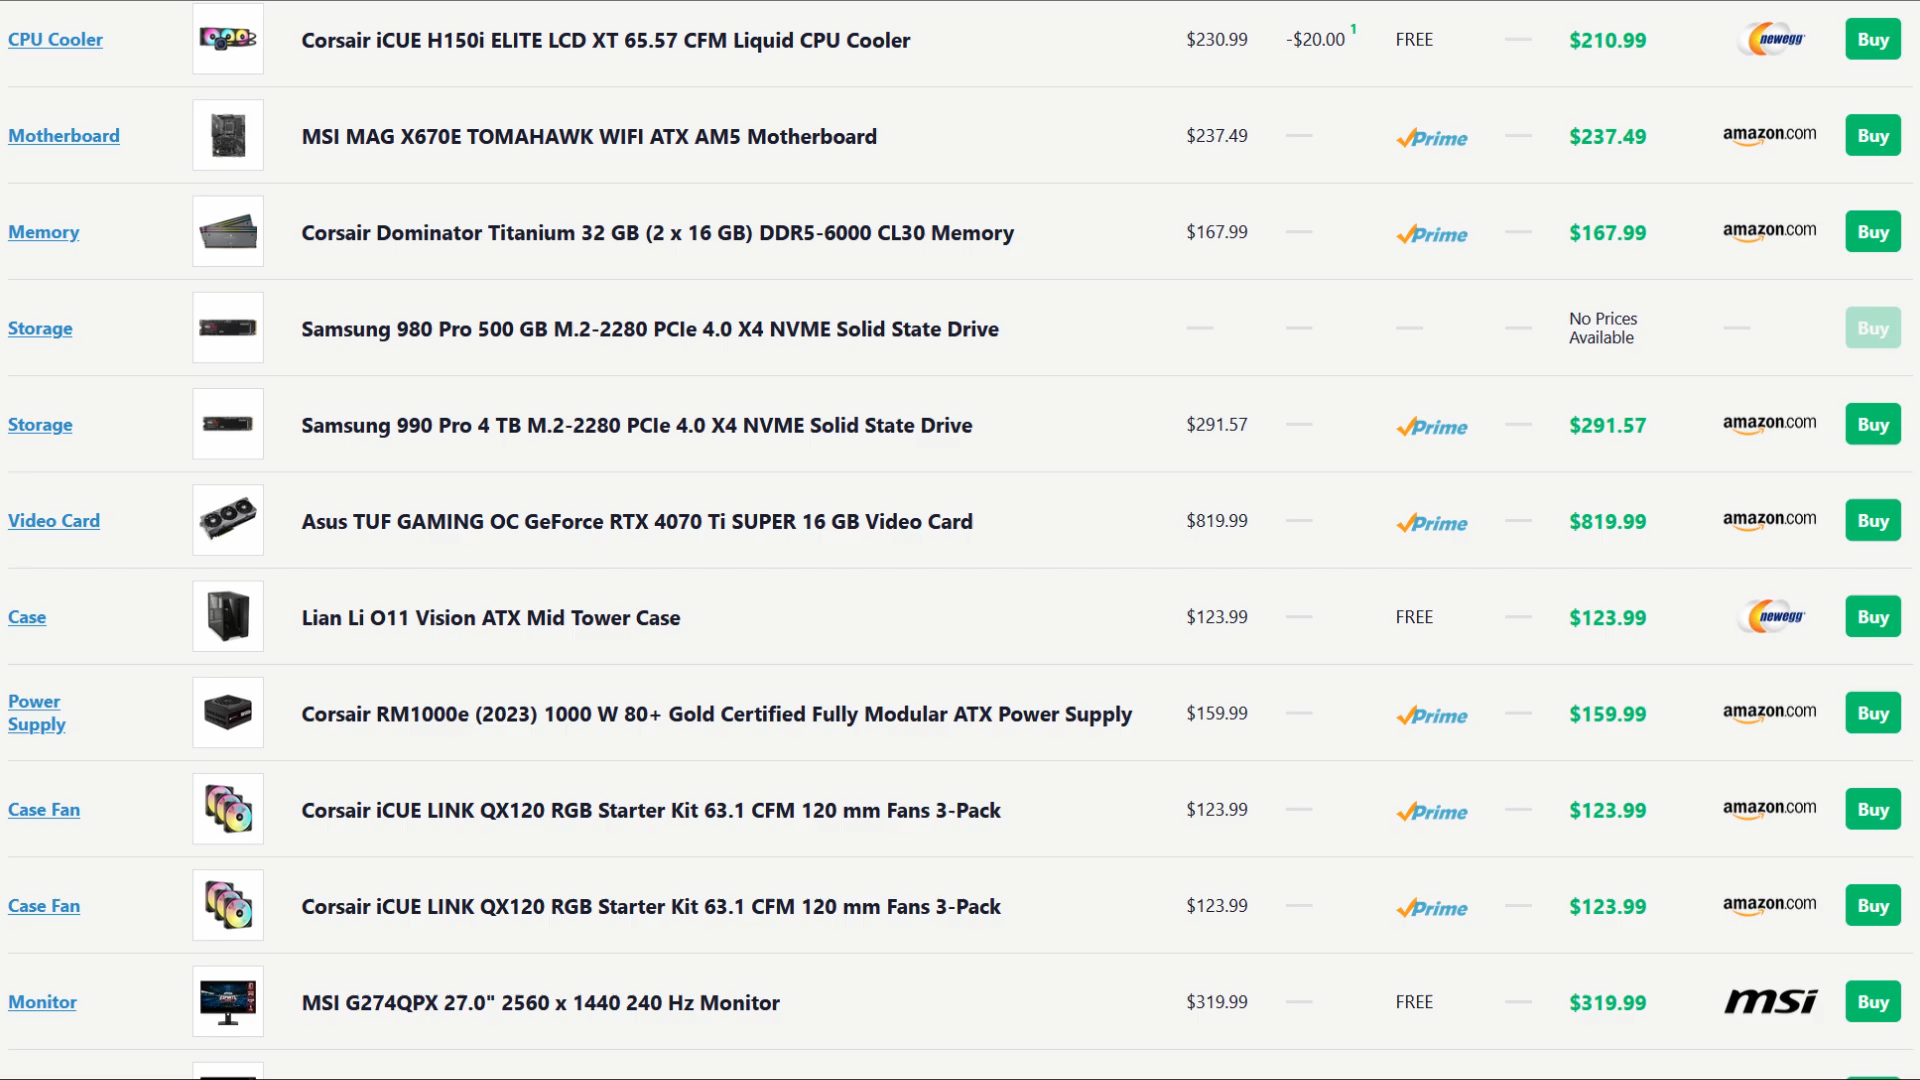 CPU Cooler Corsair iCUE H150i ELITE LCD XT 65.57 CFM Liquid CPU Cooler $230.99 -$20.00 1 FREE — $210.99 newegg Buy
Motherboard MSI MAG X670E TOMAHAWK WIFI ATX AM5 Motherboard $237.49 — Prime — $237.49 amazon.com Buy
Memory Corsair Dominator Titanium 32 GB (2 x 16 GB) DDR5-6000 CL30 Memory $167.99 — Prime — $167.99 amazon.com Buy
Storage Samsung 980 Pro 500 GB M.2-2280 PCIe 4.0 X4 NVME Solid State Drive — — — — No Prices Available — Buy
Storage Samsung 990 Pro 4 TB M.2-2280 PCIe 4.0 X4 NVME Solid State Drive $291.57 — Prime — $291.57 amazon.com Buy
Video Card Asus TUF GAMING OC GeForce RTX 4070 Ti SUPER 16 GB Video Card $819.99 — Prime — $819.99 amazon.com Buy
Case Lian Li O11 Vision ATX Mid Tower Case $123.99 — FREE — $123.99 newegg Buy
Power Supply Corsair RM1000e (2023) 1000 W 80+ Gold Certified Fully Modular ATX Power Supply $159.99 — Prime — $159.99 amazon.com Buy
Case Fan Corsair iCUE LINK QX120 RGB Starter Kit 63.1 CFM 120 mm Fans 3-Pack $123.99 — Prime — $123.99 amazon.com Buy
Case Fan Corsair iCUE LINK QX120 RGB Starter Kit 63.1 CFM 120 mm Fans 3-Pack $123.99 — Prime — $123.99 amazon.com Buy
Monitor MSI G274QPX 27.0" 2560 x 1440 240 Hz Monitor $319.99 — FREE — $319.99 msi Buy